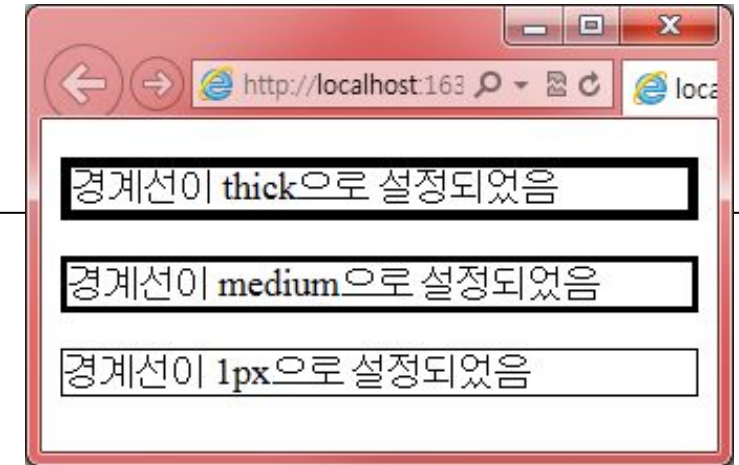 http://localhost:163
loca
경계선이 thick으로 설정되었음
경계선이 medium으로 설정되었음
경계선이 1px으로 설정되었음